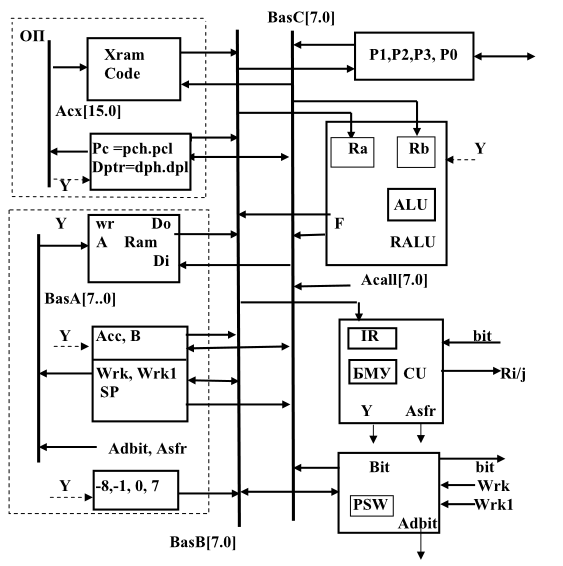 BasC[7.0]
ОП
Xram
Code
P1,P2,P3, P0
Acx[15.0]
Pc =pch.pcl
Dptr=dph.dpl
Y
Ra
Rb
Y
ALU
RALU
F
Y
wr Do
A Ram
Di
Acall[7.0]
BasA[7..0]
Y
Acc, B
Wrk, Wrk1
SP
IR
БМУ CU
bit
Ri/j
Y Asfr
Adbit, Asfr
Bit
bit
Wrk
Wrk1
PSW
Adbit
Y
-8,-1, 0, 7
BasB[7.0]